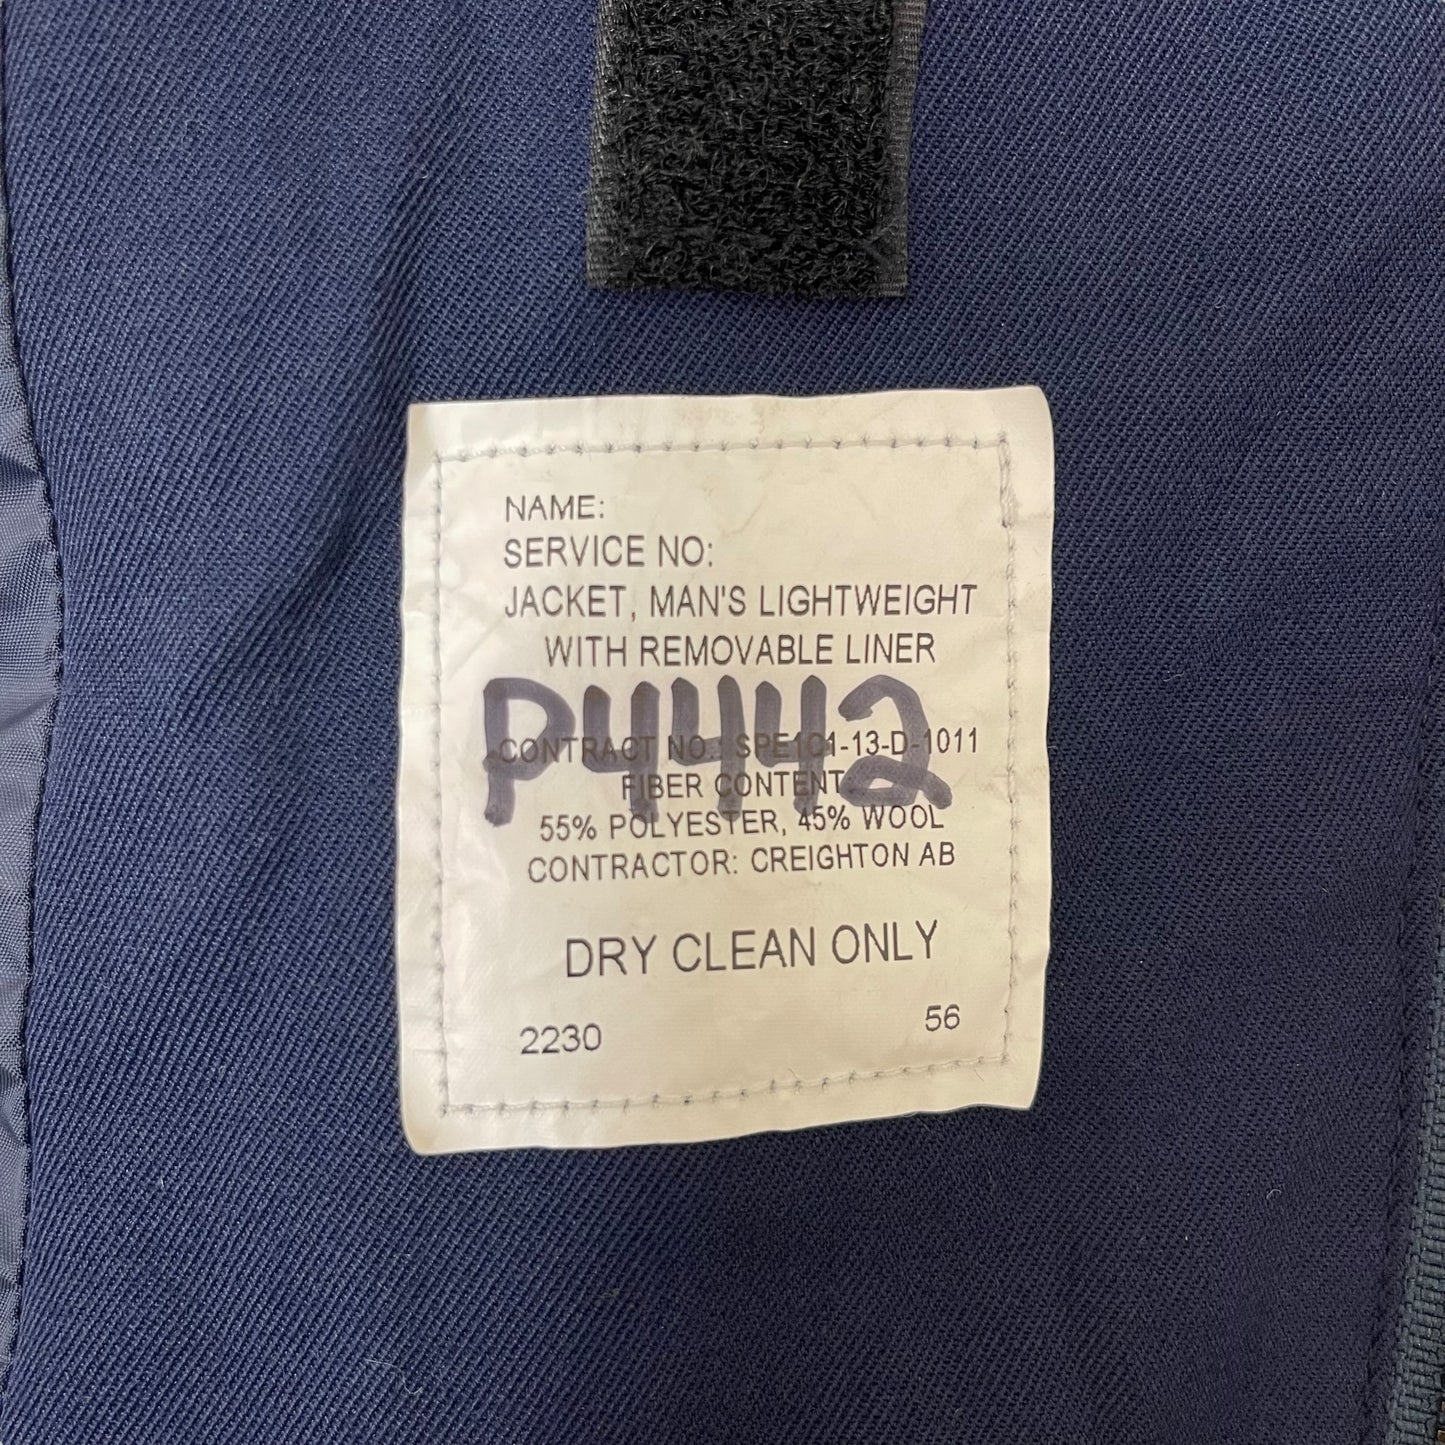 NAME:
SERVICE NO:
JACKET, MAN'S LIGHTWEIGHT
WITH REMOVABLE LINER
P4442
CONTRACT NO. SPE1C1-13-D-1011
FIBER CONTENT
55% POLYESTER, 45% WOOL
CONTRACTOR: CREIGHTON AB
DRY CLEAN ONLY
2230
56